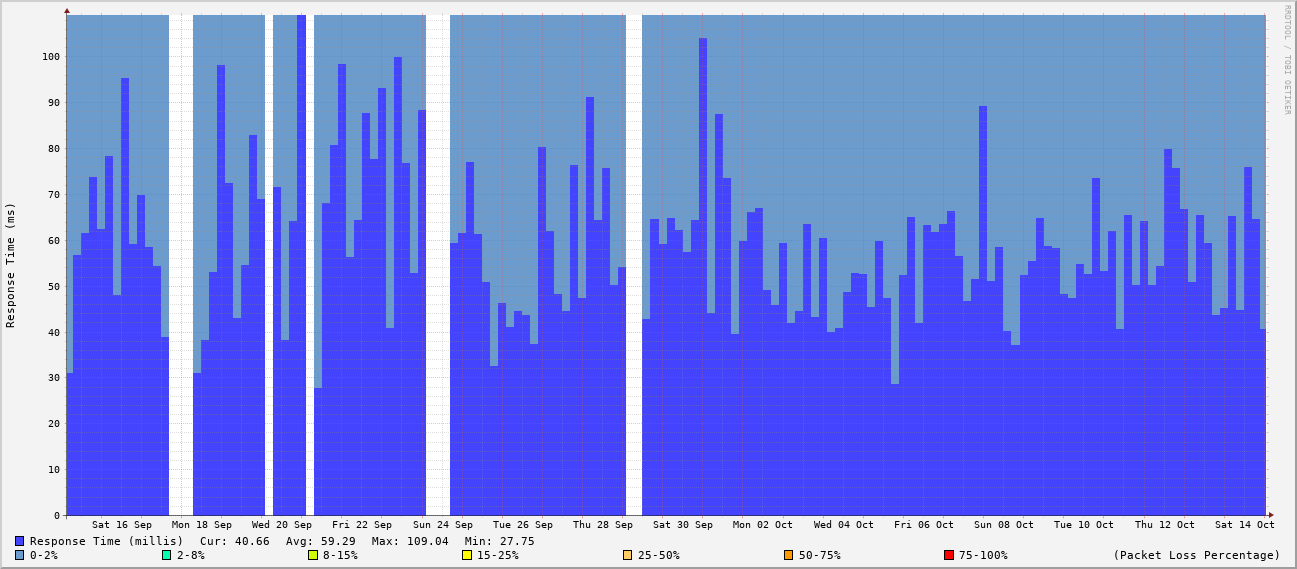 RRDTOOL / TOBI OETIKER
Response Time (ms)
100
90
80
70
60
50
40
30
20
10
0
Sat 16 Sep Mon 18 Sep Wed 20 Sep Fri 22 Sep Sun 24 Sep Tue 26 Sep Thu 28 Sep Sat 30 Sep Mon 02 Oct Wed 04 Oct Fri 06 Oct Sun 08 Oct Tue 10 Oct Thu 12 Oct Sat 14 Oct
Response Time (millis) Cur: 40.66 Avg: 59.29 Max: 109.04 Min: 27.75
0-2% 2-8% 8-15% 15-25% 25-50% 50-75% 75-100% (Packet Loss Percentage)